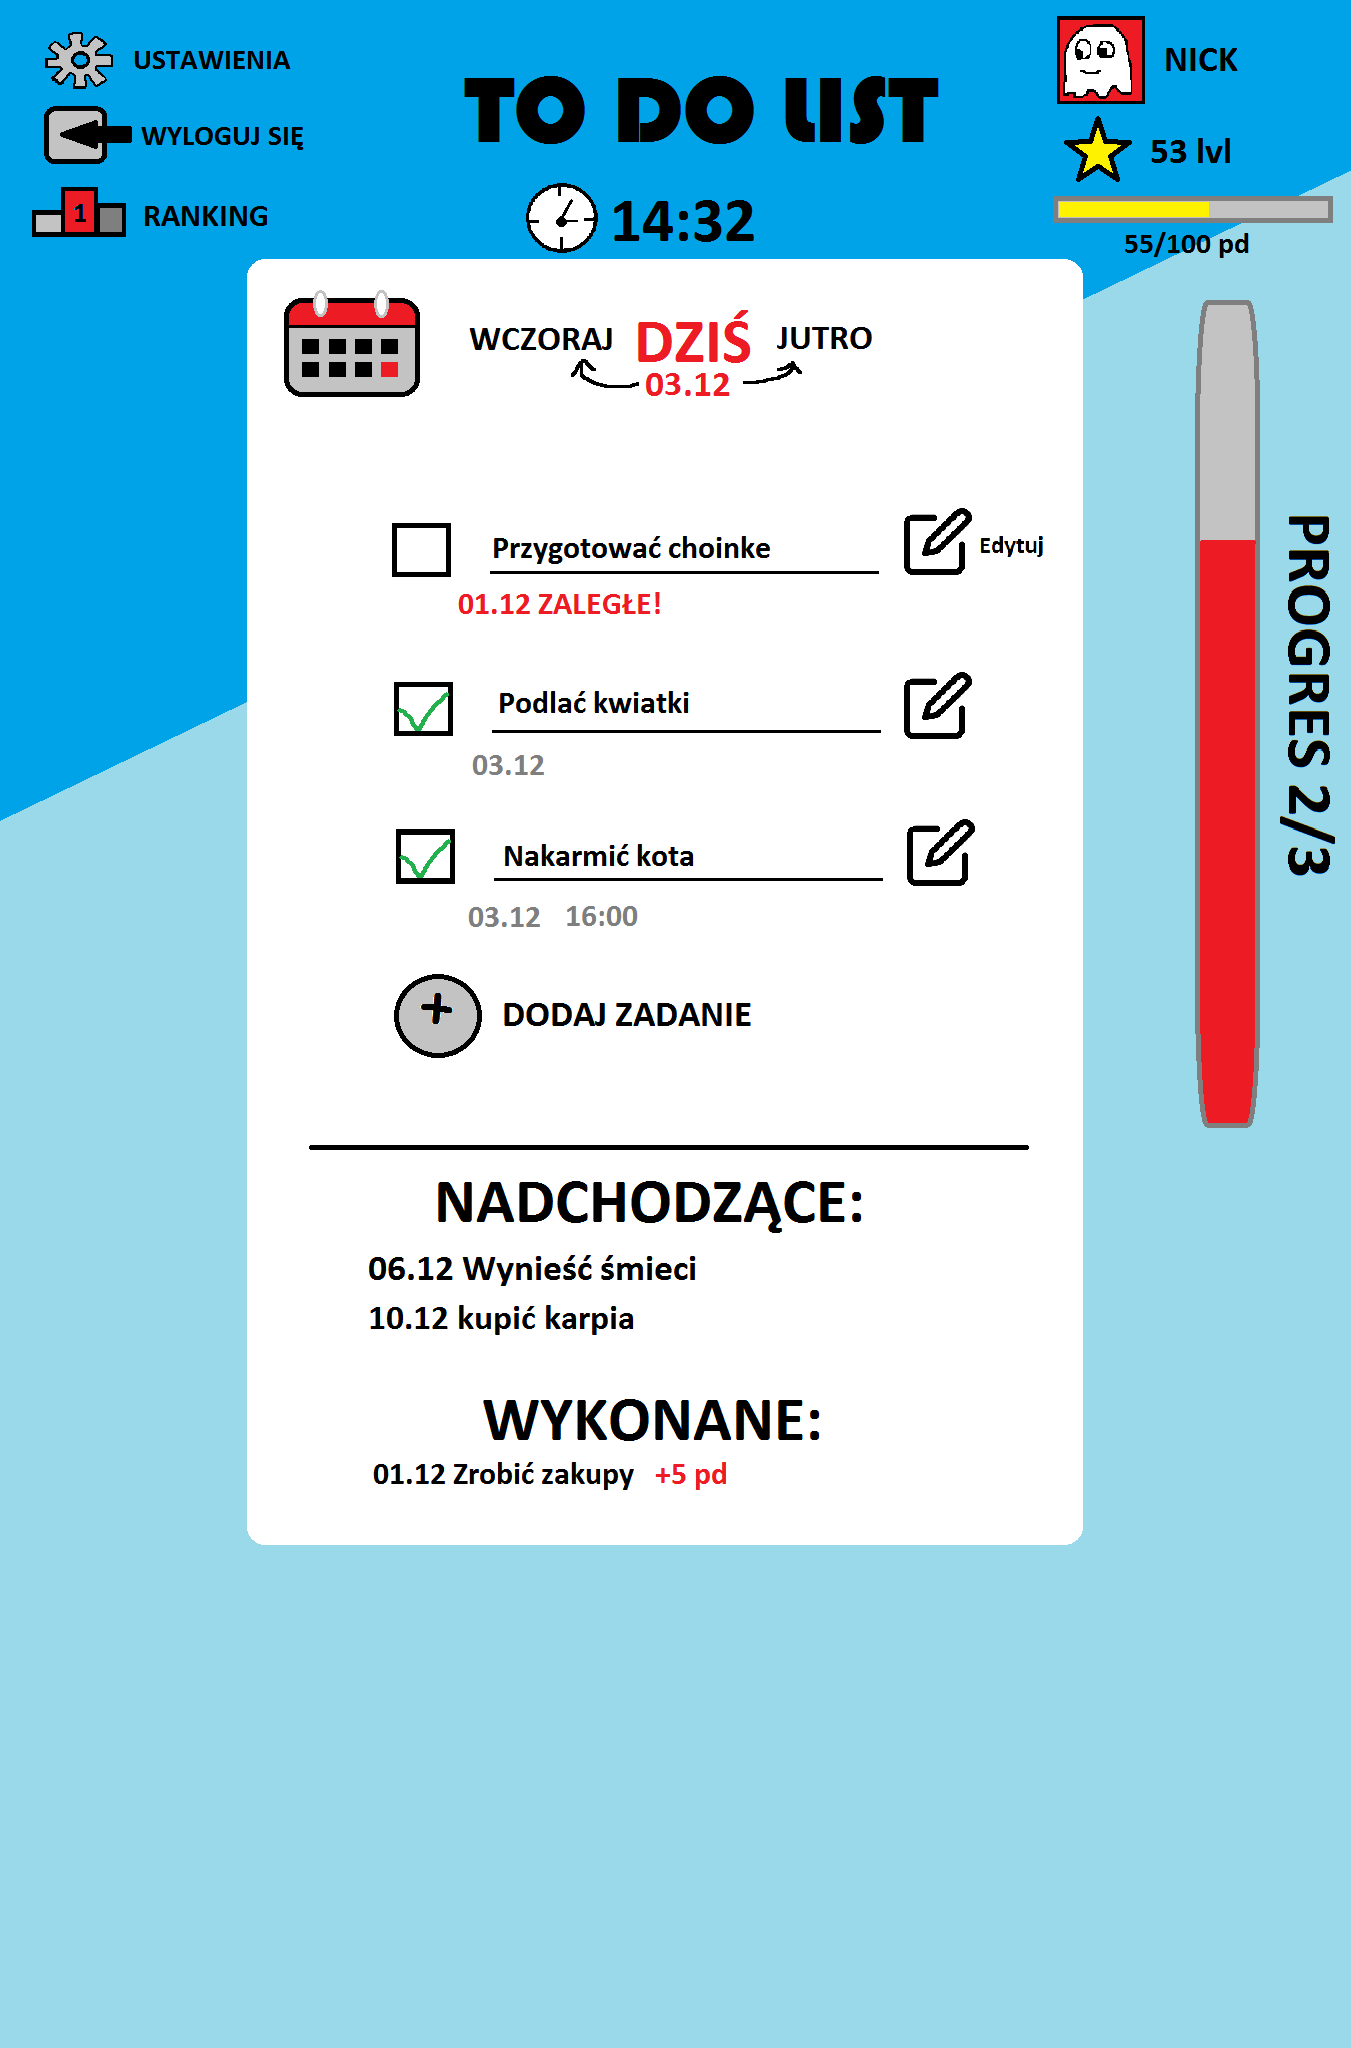 USTAWIENIA
WYLOGUJ SIĘ
1 RANKING
TO DO LIST
14:32
NICK
53 lvl
55/100 pd
WCZORAJ DZIŚ JUTRO
03.12
Przygotować choinke
Edytuj
01.12 ZALEGŁE!
Podlać kwiatki
03.12
Nakarmić kota
03.12 16:00
+ DODAJ ZADANIE
NADCHODZĄCE:
06.12 Wynieść śmieci
10.12 kupić karpia
WYKONANE:
01.12 Zrobić zakupy +5 pd
PROGRES 2/3